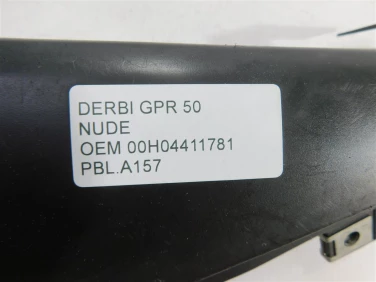 DERBI GPR 50
NUDE
OEM 00H04411781
PBL.A157